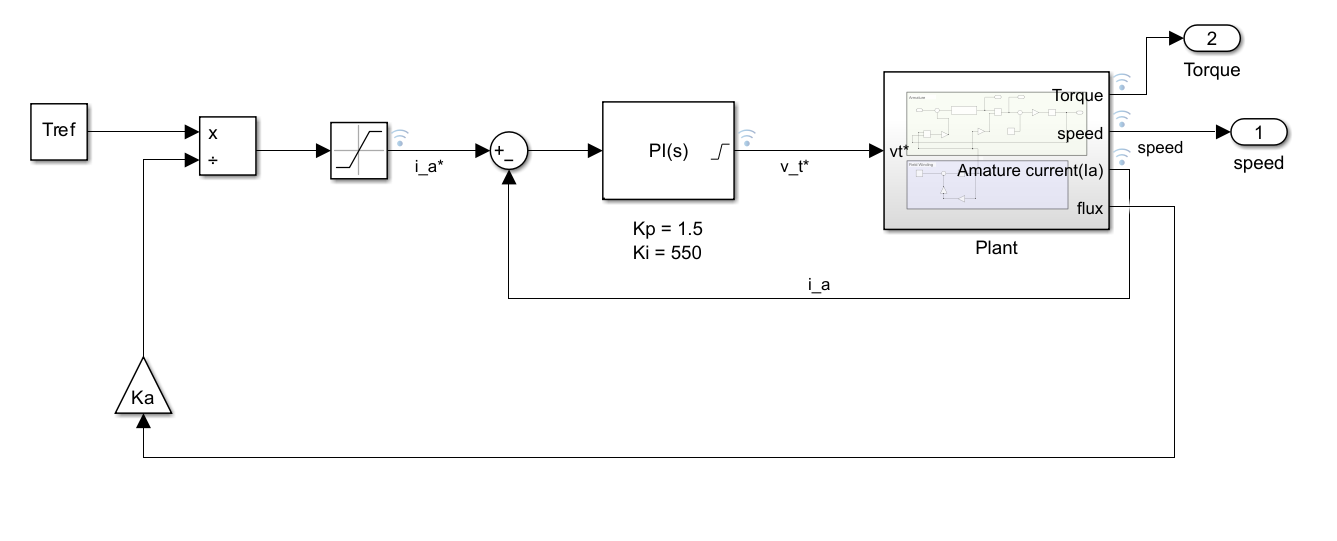 2
Torque
Tref
x
÷
i_a*
+
−
PI(s)
v_t*
Kp = 1.5
Ki = 550
vt*
Torque
speed
Amature current(Ia)
flux
Plant
speed
1
speed
i_a
Ka